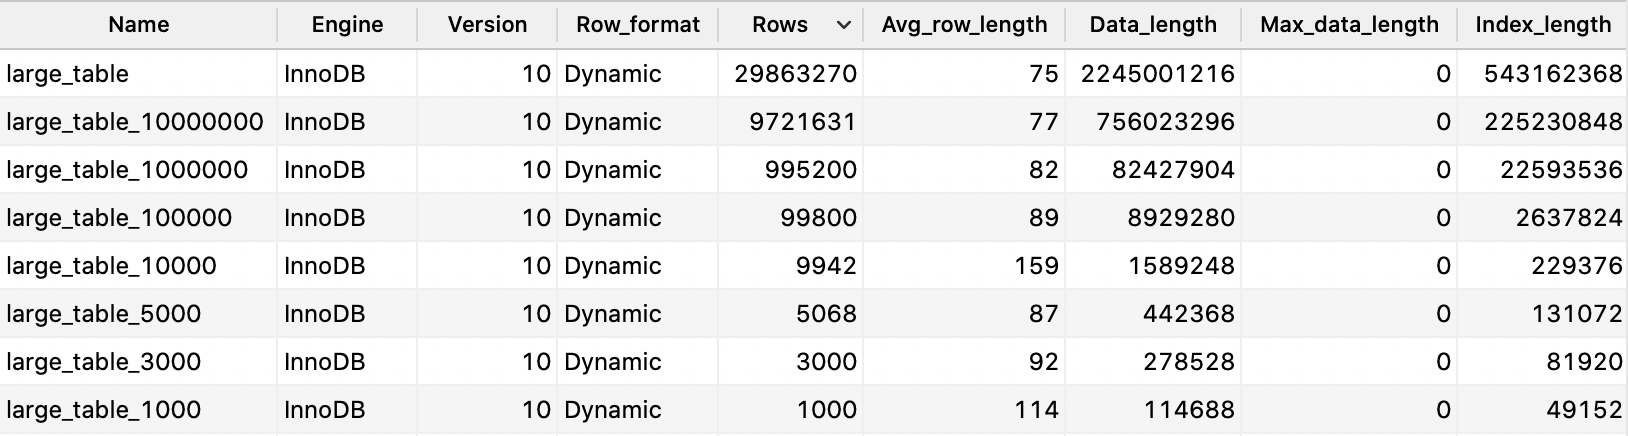 Name Engine Version Row_format Rows Avg_row_length Data_length Max_data_length Index_length
large_table InnoDB 10 Dynamic 29863270 75 2245001216 0 543162368
large_table_10000000 InnoDB 10 Dynamic 9721631 77 756023296 0 225230848
large_table_1000000 InnoDB 10 Dynamic 995200 82 82427904 0 22593536
large_table_100000 InnoDB 10 Dynamic 99800 89 8929280 0 2637824
large_table_10000 InnoDB 10 Dynamic 9942 159 1589248 0 229376
large_table_5000 InnoDB 10 Dynamic 5068 87 442368 0 131072
large_table_3000 InnoDB 10 Dynamic 3000 92 278528 0 81920
large_table_1000 InnoDB 10 Dynamic 1000 114 114688 0 49152